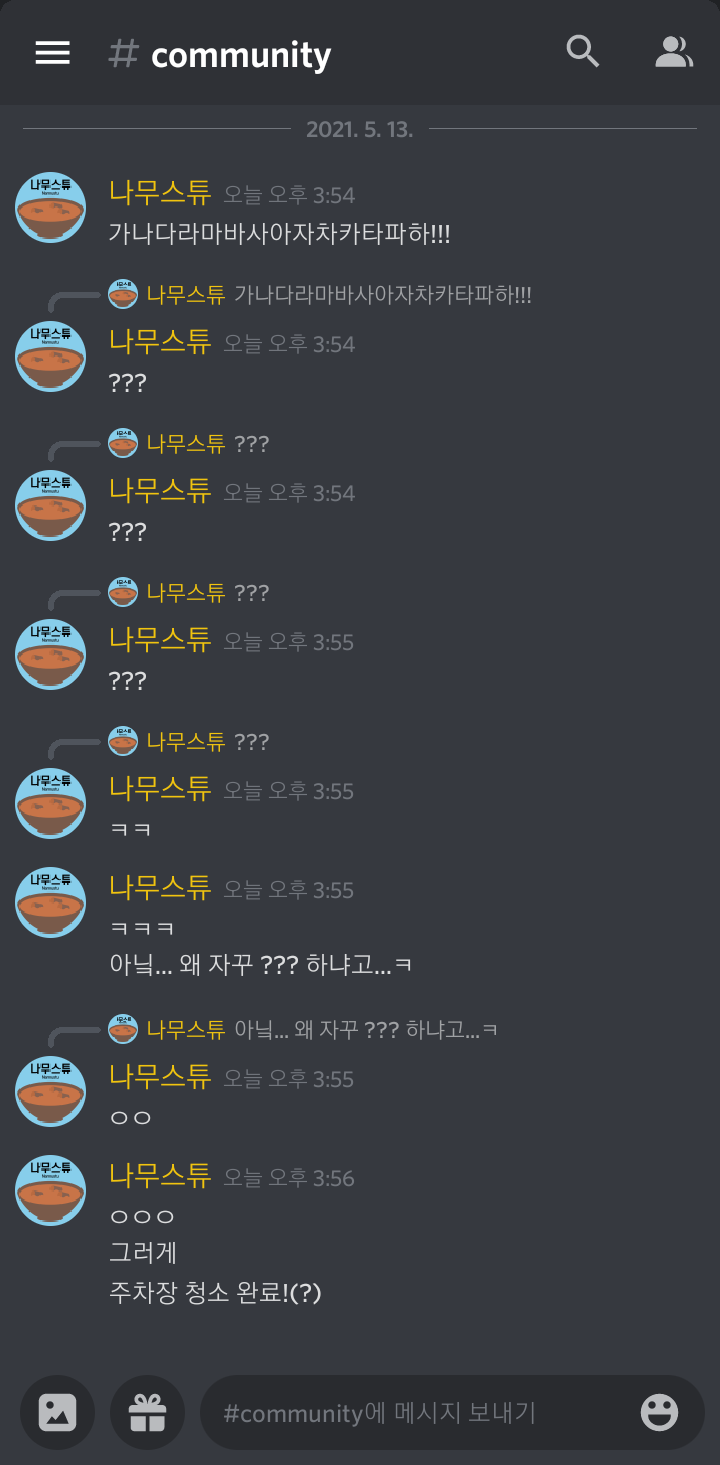 # community
2021. 5. 13.
나무스튜 오늘 오후 3:54
가나다라마바사아자차카타파하!!!
나무스튜 가나다라마바사아자차카타파하!!!
나무스튜 오늘 오후 3:54
???
나무스튜 ???
나무스튜 오늘 오후 3:54
???
나무스튜 ???
나무스튜 오늘 오후 3:55
???
나무스튜 ???
나무스튜 오늘 오후 3:55
ㅋㅋ
나무스튜 오늘 오후 3:55
ㅋㅋㅋ
아닠... 왜 자꾸 ??? 하냐고...ㅋ
나무스튜 아닠... 왜 자꾸 ??? 하냐고...ㅋ
나무스튜 오늘 오후 3:55
ㅇㅇ
나무스튜 오늘 오후 3:56
ㅇㅇㅇ
그러게
주차장 청소 완료!(?)
#community에 메시지 보내기